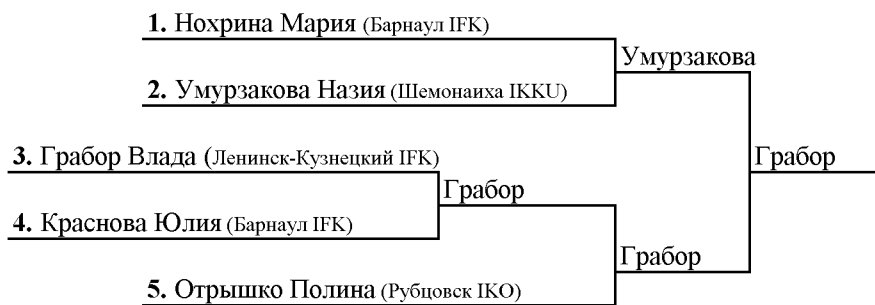 1. Нохрина Мария (Барнаул IFK)
Умурзакова
2. Умурзакова Назия (Шемонаиха IKKU)
3. Грабор Влада (Ленинск-Кузнецкий IFK)
Грабор
Грабор
4. Краснова Юлия (Барнаул IFK)
Грабор
5. Отрышко Полина (Рубцовск IKO)